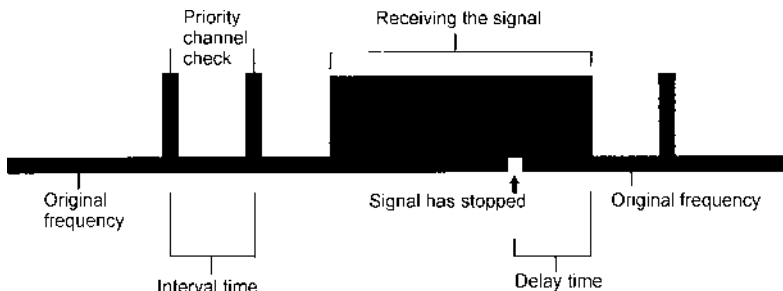 Priority
channel
check
Receiving the signal
Original
frequency
Signal has stopped
Original frequency
Interval time
Delay time